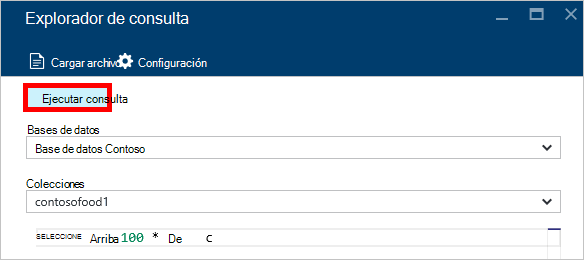 Explorador de consulta
Cargar archivo Configuración
Ejecutar consulta
Bases de datos
Base de datos Contoso
Colecciones
contosofood1
SELECCIONE Arriba 100 * De c